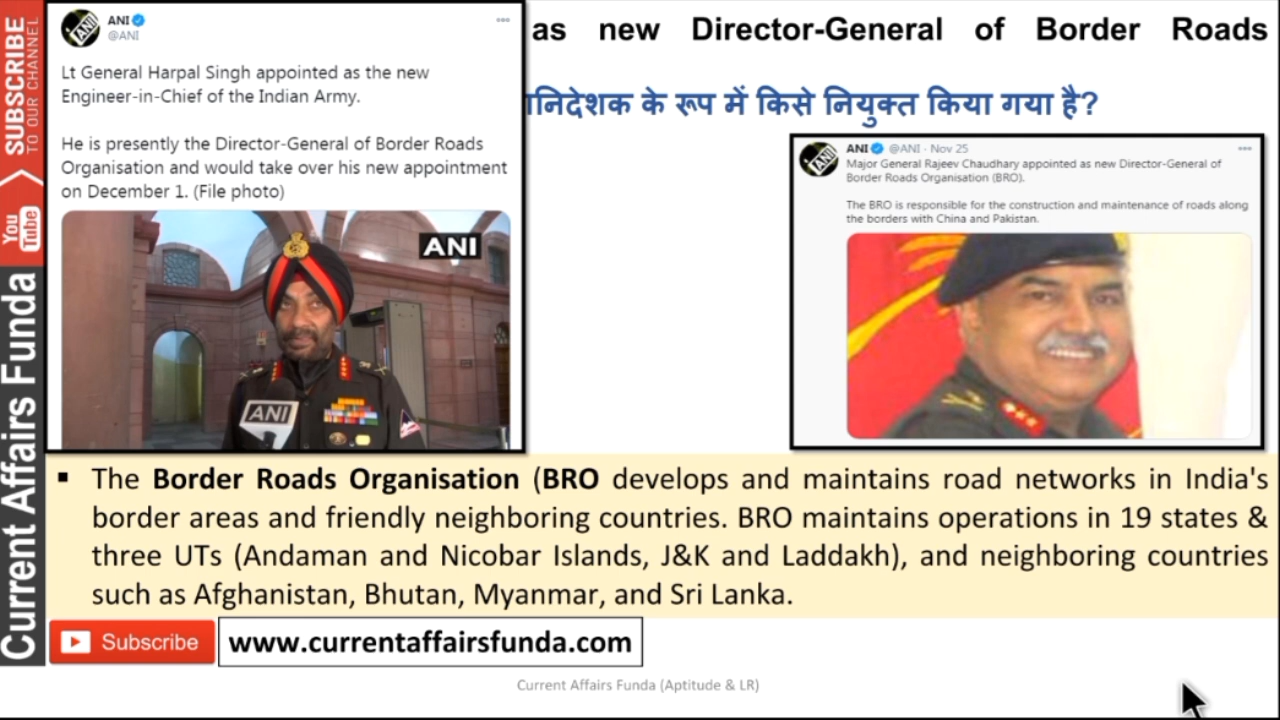 SUBSCRIBE
TO OUR CHANNEL
You
Tube
Current Affairs Funda
ANI
@ANI
Lt General Harpal Singh appointed as the new
Engineer-in-Chief of the Indian Army.
He is presently the Director-General of Border Roads
Organisation and would take over his new appointment
on December 1. (File photo)
ANI
ANI
as new Director-General of Border Roads
के रूप में किसे नियुक्त किया गया है?
ANI @ANI · Nov 25
Major General Rajeev Chaudhary appointed as new Director-General of
Border Roads Organisation (BRO).
The BRO is responsible for the construction and maintenance of roads along
the borders with China and Pakistan.
▪ The Border Roads Organisation (BRO develops and maintains road networks in India's
border areas and friendly neighboring countries. BRO maintains operations in 19 states &
three UTs (Andaman and Nicobar Islands, J&K and Laddakh), and neighboring countries
such as Afghanistan, Bhutan, Myanmar, and Sri Lanka.
Subscribe
www.currentaffairsfunda.com
Current Affairs Funda (Aptitude & LR)